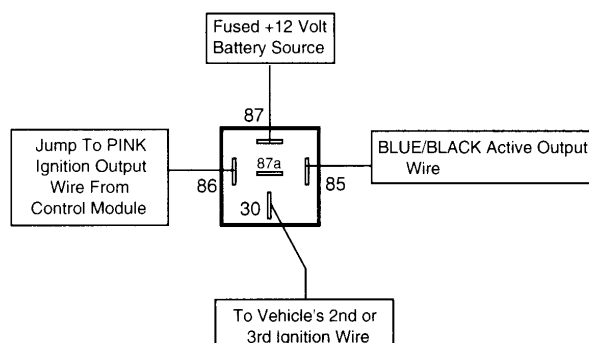 Fused +12 Volt
Battery Source
87
Jump To PINK
Ignition Output
Wire From
Control Module
86
87a
85
BLUE/BLACK Active Output
Wire
30
To Vehicle's 2nd or
3rd Ignition Wire